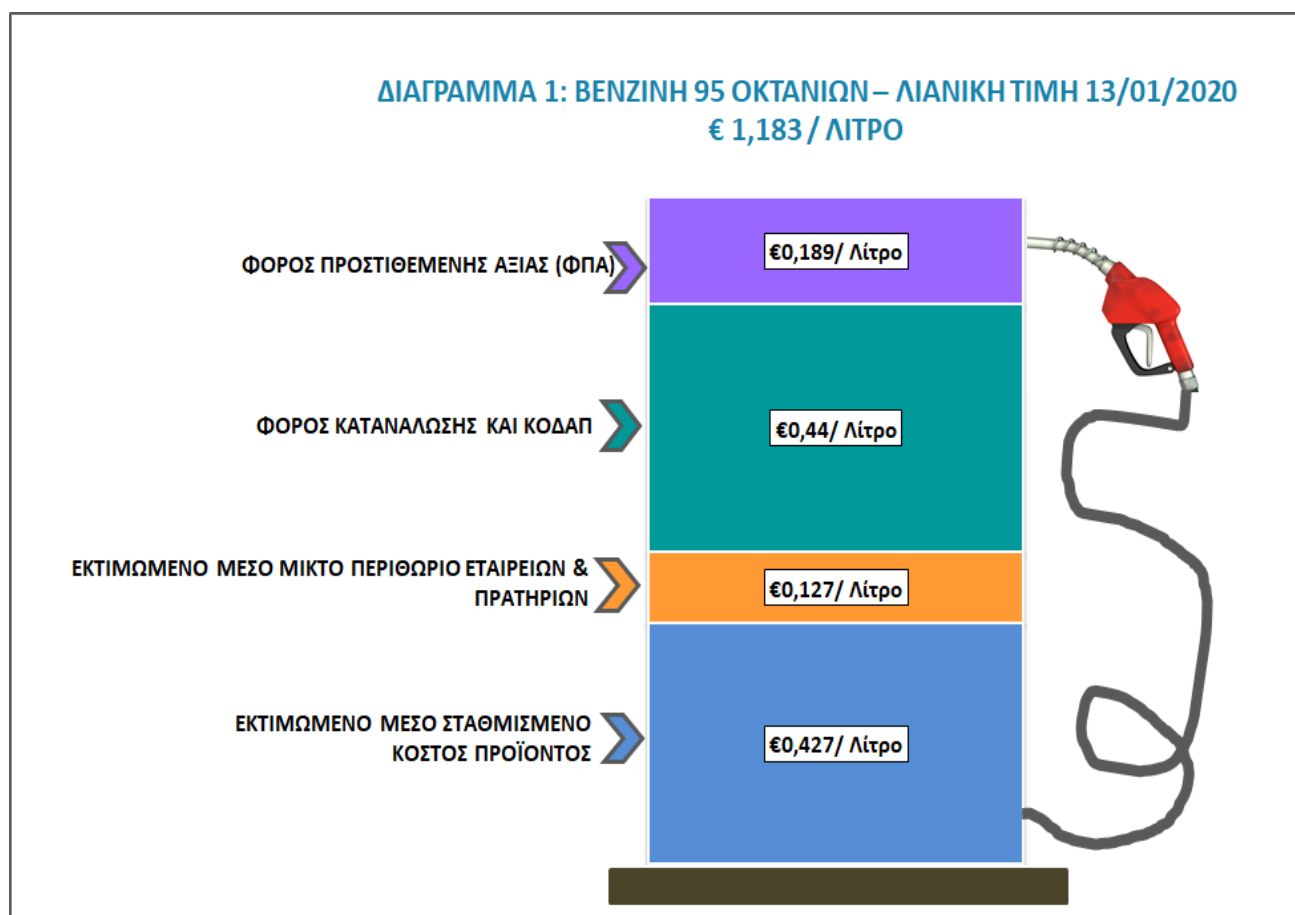 ΔΙΑΓΡΑΜΜΑ 1: ΒΕΝΖΙΝΗ 95 ΟΚΤΑΝΙΩΝ – ΛΙΑΝΙΚΗ ΤΙΜΗ 13/01/2020
€ 1,183 / ΛΙΤΡΟ
ΦΟΡΟΣ ΠΡΟΣΤΙΘΕΜΕΝΗΣ ΑΞΙΑΣ (ΦΠΑ)
€0,189/ Λίτρο
ΦΟΡΟΣ ΚΑΤΑΝΑΛΩΣΗΣ ΚΑΙ ΚΟΔΑΠ
€0,44/ Λίτρο
ΕΚΤΙΜΩΜΕΝΟ ΜΕΣΟ ΜΙΚΤΟ ΠΕΡΙΘΩΡΙΟ ΕΤΑΙΡΕΙΩΝ &
ΠΡΑΤΗΡΙΩΝ
€0,127/ Λίτρο
ΕΚΤΙΜΩΜΕΝΟ ΜΕΣΟ ΣΤΑΘΜΙΣΜΕΝΟ
ΚΟΣΤΟΣ ΠΡΟΪΟΝΤΟΣ
€0,427/ Λίτρο